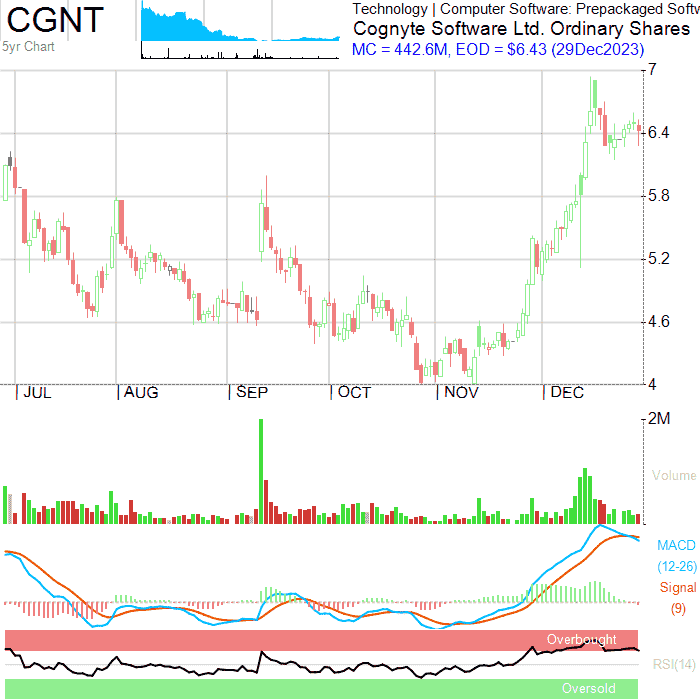 CGNT
5yr Chart
Technology | Computer Software: Prepackaged Softw
Cognyte Software Ltd. Ordinary Shares
MC = 442.6M, EOD = $6.43 (29Dec2023)
7
6.4
5.8
5.2
4.6
4
JUL AUG SEP OCT NOV DEC
2M
Volume
MACD
(12-26)
Signal
(9)
Overbought
RSI(14)
Oversold